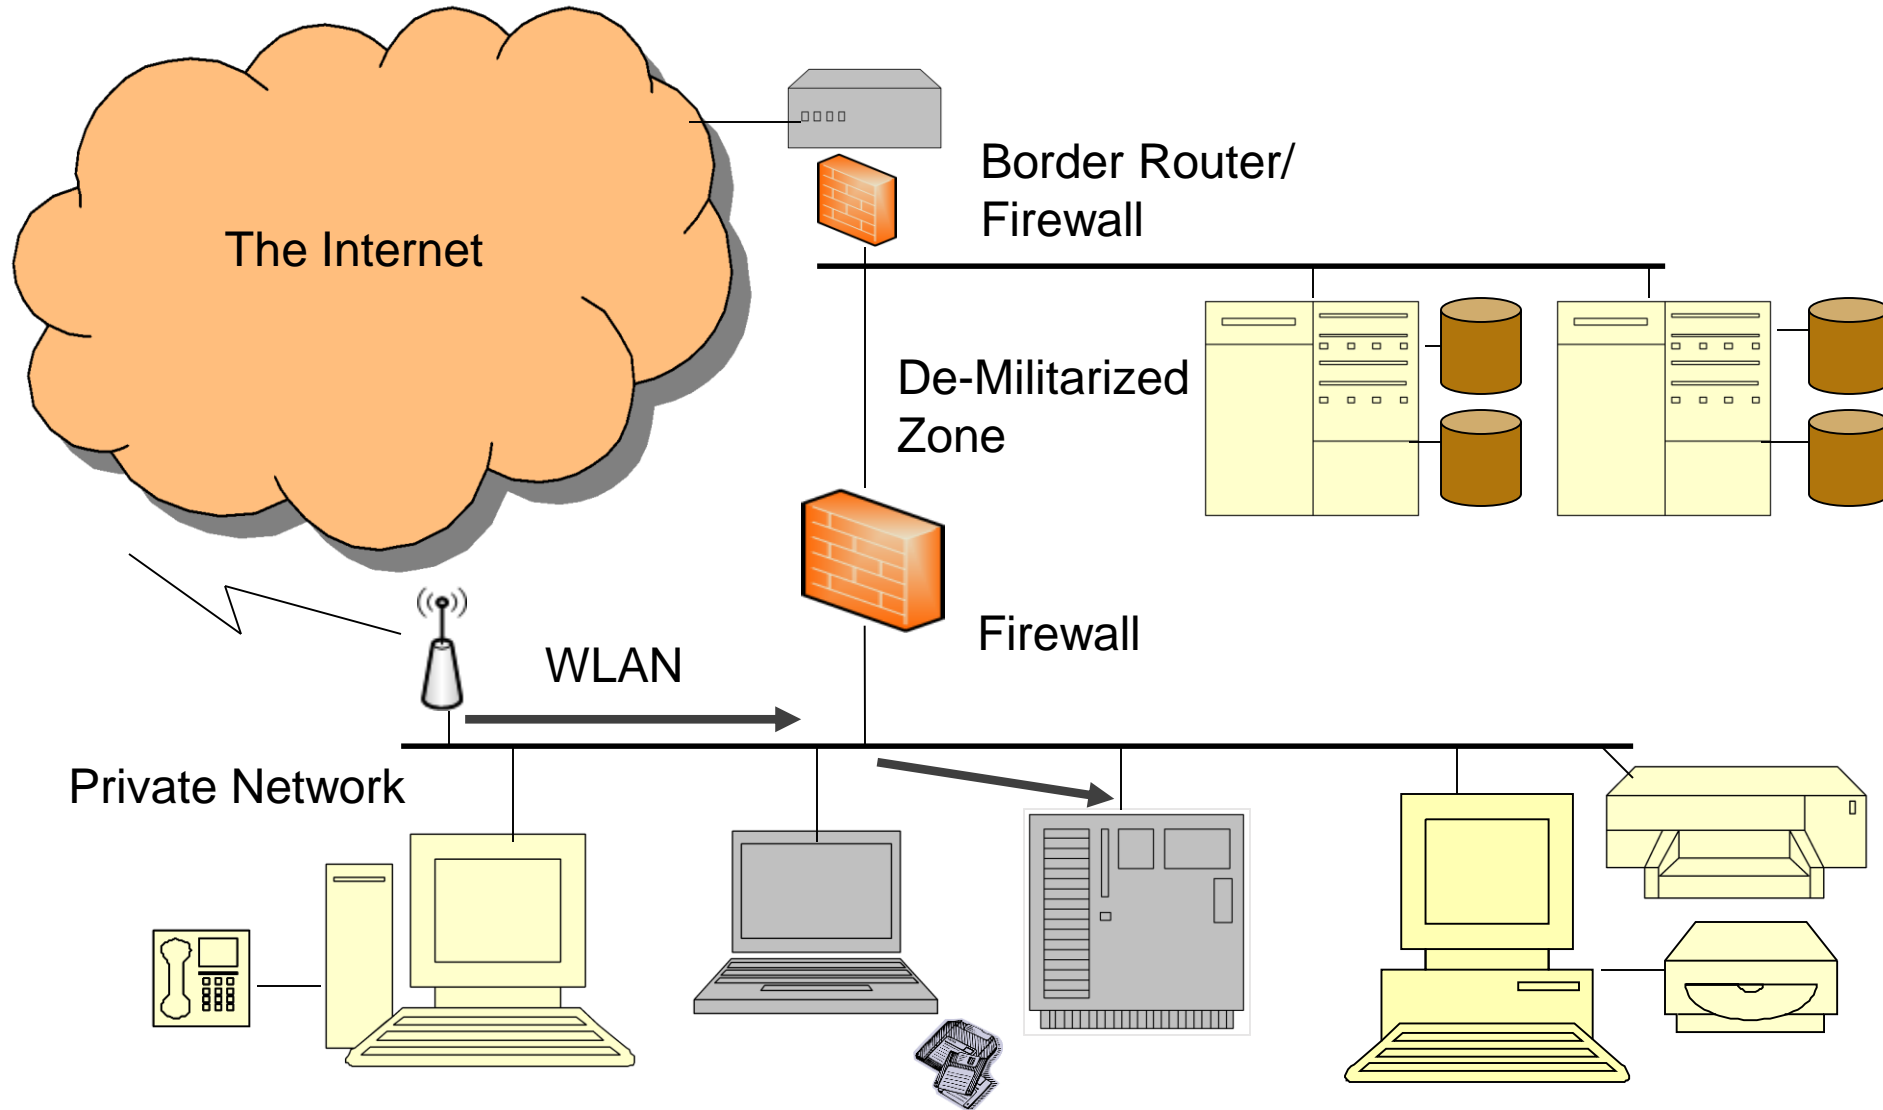 The Internet
Border Router/
Firewall
De-Militarized
Zone
Firewall
WLAN
Private Network